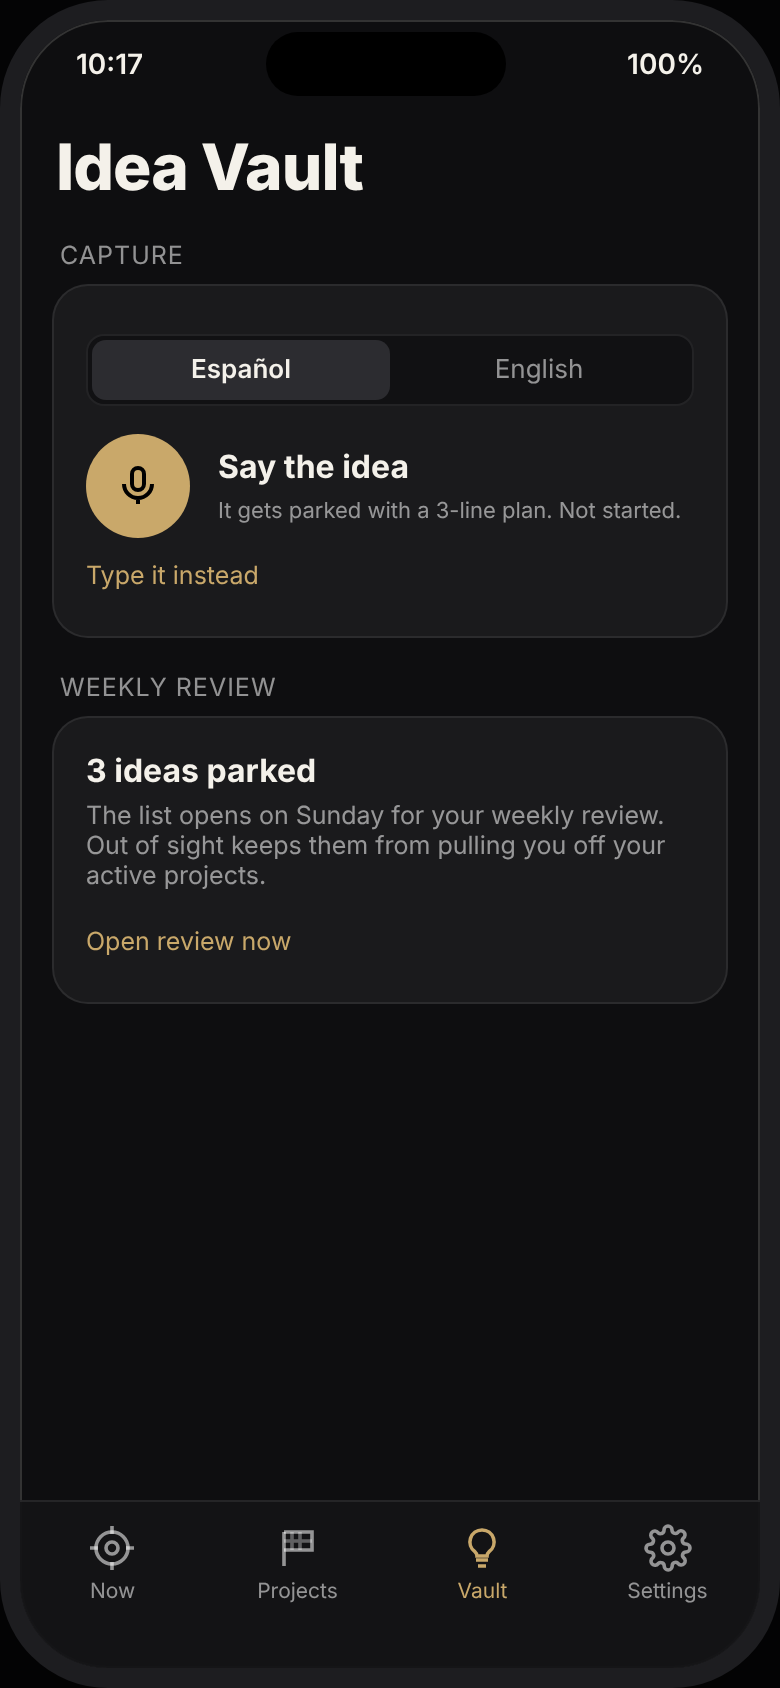 10:17
100%
Idea Vault
CAPTURE
Español
English
Say the idea
It gets parked with a 3-line plan. Not started.
Type it instead
WEEKLY REVIEW
3 ideas parked
The list opens on Sunday for your weekly review.
Out of sight keeps them from pulling you off your
active projects.
Open review now
Now
Projects
Vault
Settings